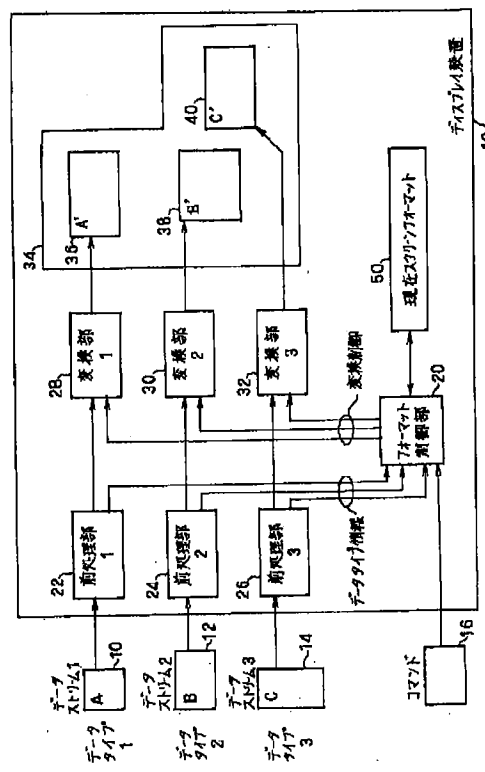 データ
ストリーム1
A
10
データ
タイプ
1
データ
ストリーム2
B
12
データ
タイプ
2
データ
ストリーム3
C
14
データ
タイプ
3
コマンド
16
22
前処理部
1
24
前処理部
2
26
前処理部
3
データタイプ情報
28
変換部
1
30
変換部
2
32
変換部
3
変換制御
フォーマット
制御部
20
34
36
A'
38
B'
40
C'
50
現在スクリーンフォーマット
ディスプレイ装置